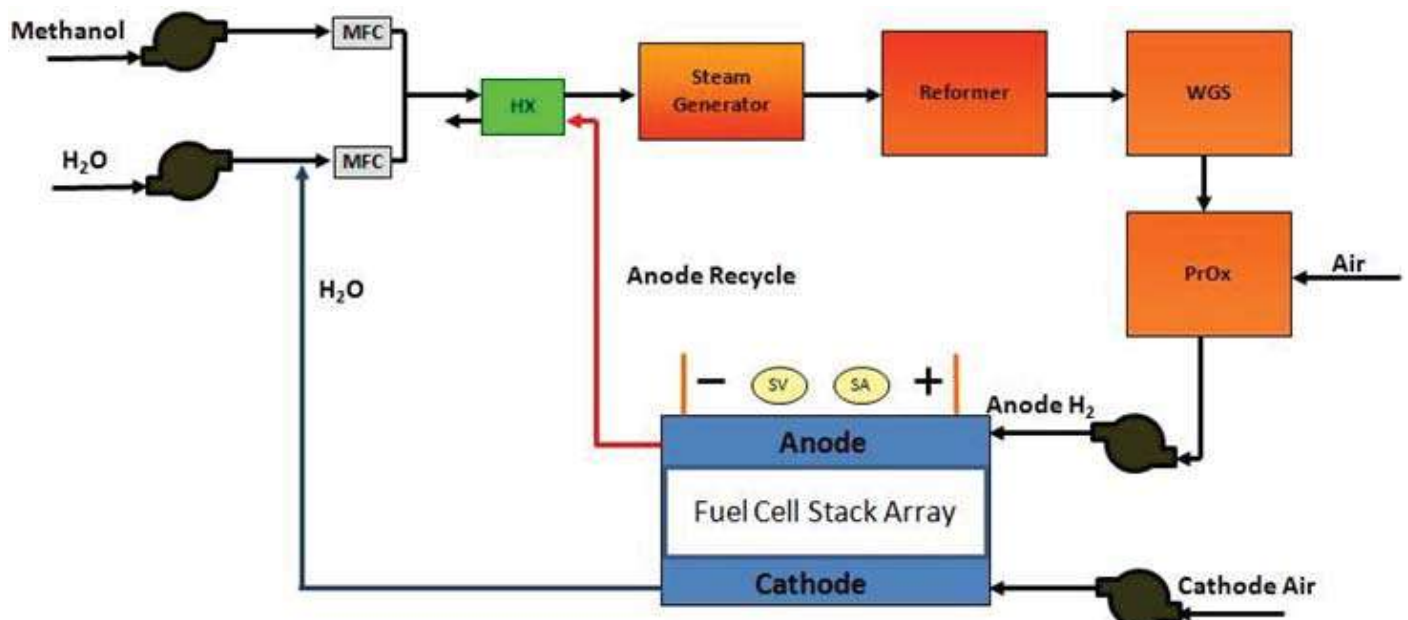 Methanol
MFC
H₂O
MFC
HX
Steam
Generator
Reformer
WGS
PrOx
Air
H₂O
Anode Recycle
−
SV
SA
+
Anode H₂
Anode
Fuel Cell Stack Array
Cathode
Cathode Air